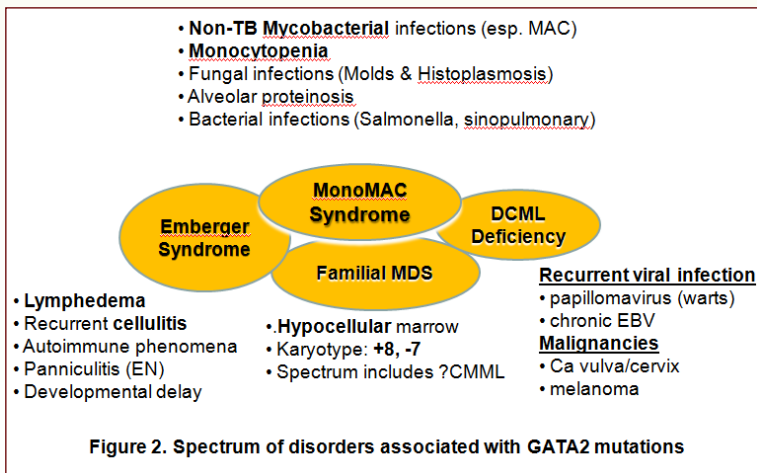 • Non-TB Mycobacterial infections (esp. MAC)
• Monocytopenia
• Fungal infections (Molds & Histoplasmosis)
• Alveolar proteinosis
• Bacterial infections (Salmonella, sinopulmonary)
MonoMAC
Syndrome
Emberger
Syndrome
DCML
Deficiency
Familial MDS
• Lymphedema
• Recurrent cellulitis
• Autoimmune phenomena
• Panniculitis (EN)
• Developmental delay
•.Hypocellular marrow
• Karyotype: +8, -7
• Spectrum includes ?CMML
Recurrent viral infection
• papillomavirus (warts)
• chronic EBV
Malignancies
• Ca vulva/cervix
• melanoma
Figure 2. Spectrum of disorders associated with GATA2 mutations